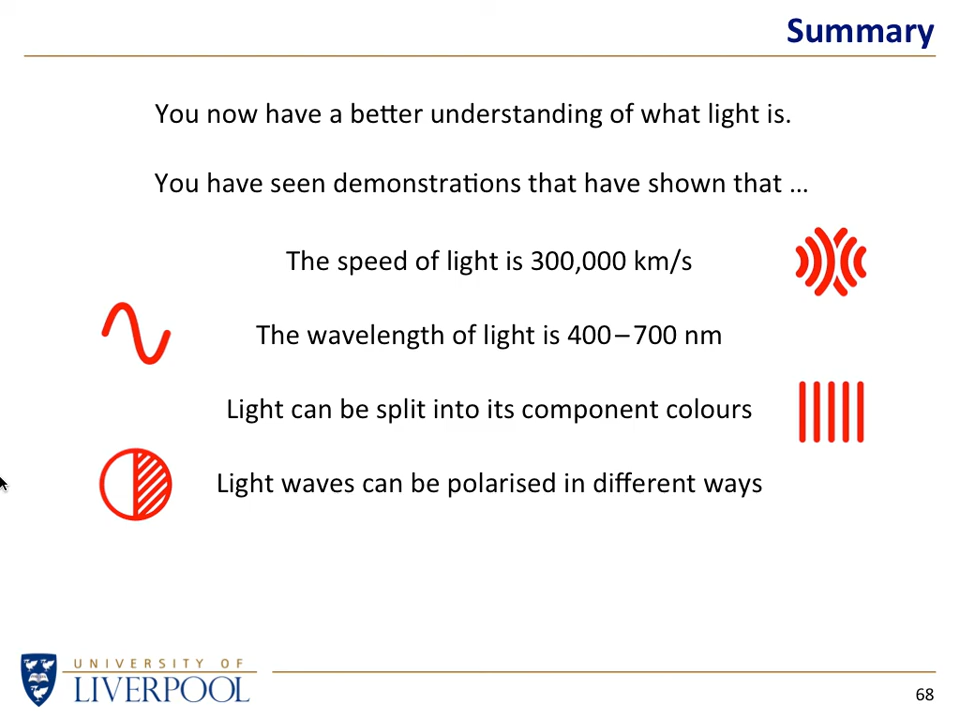 Summary
You now have a better understanding of what light is.
You have seen demonstrations that have shown that ...
The speed of light is 300,000 km/s
The wavelength of light is 400–700 nm
Light can be split into its component colours
Light waves can be polarised in different ways
UNIVERSITY OF
LIVERPOOL
68